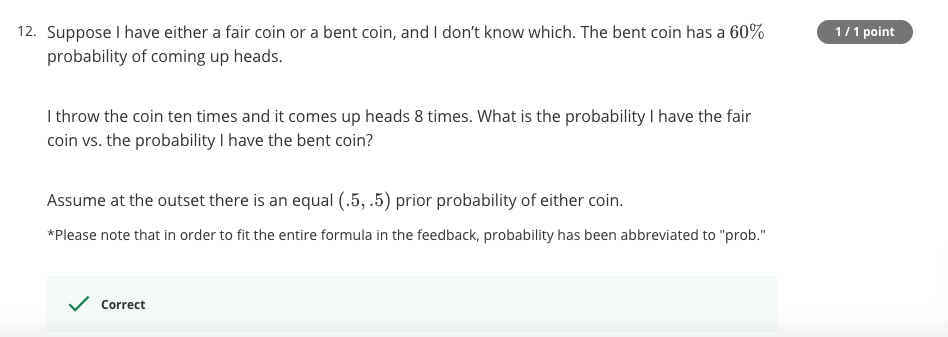 12. Suppose I have either a fair coin or a bent coin, and I don't know which. The bent coin has a 60%
1 / 1 point
probability of coming up heads.
I throw the coin ten times and it comes up heads 8 times. What is the probability I have the fair
coin vs. the probability I have the bent coin?
Assume at the outset there is an equal (.5, .5) prior probability of either coin.
*Please note that in order to fit the entire formula in the feedback, probability has been abbreviated to "prob."
Correct